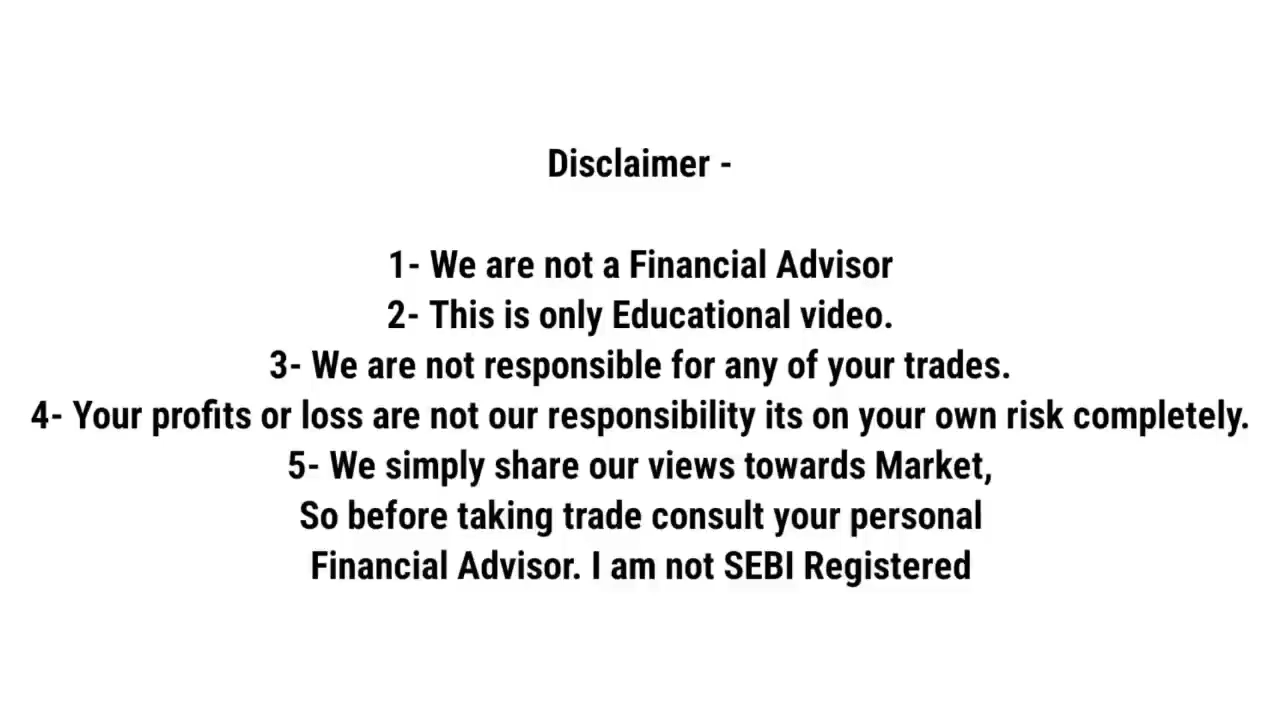 Disclaimer -
1- We are not a Financial Advisor
2- This is only Educational video.
3- We are not responsible for any of your trades.
4- Your profits or loss are not our responsibility its on your own risk completely.
5- We simply share our views towards Market,
So before taking trade consult your personal
Financial Advisor. I am not SEBI Registered